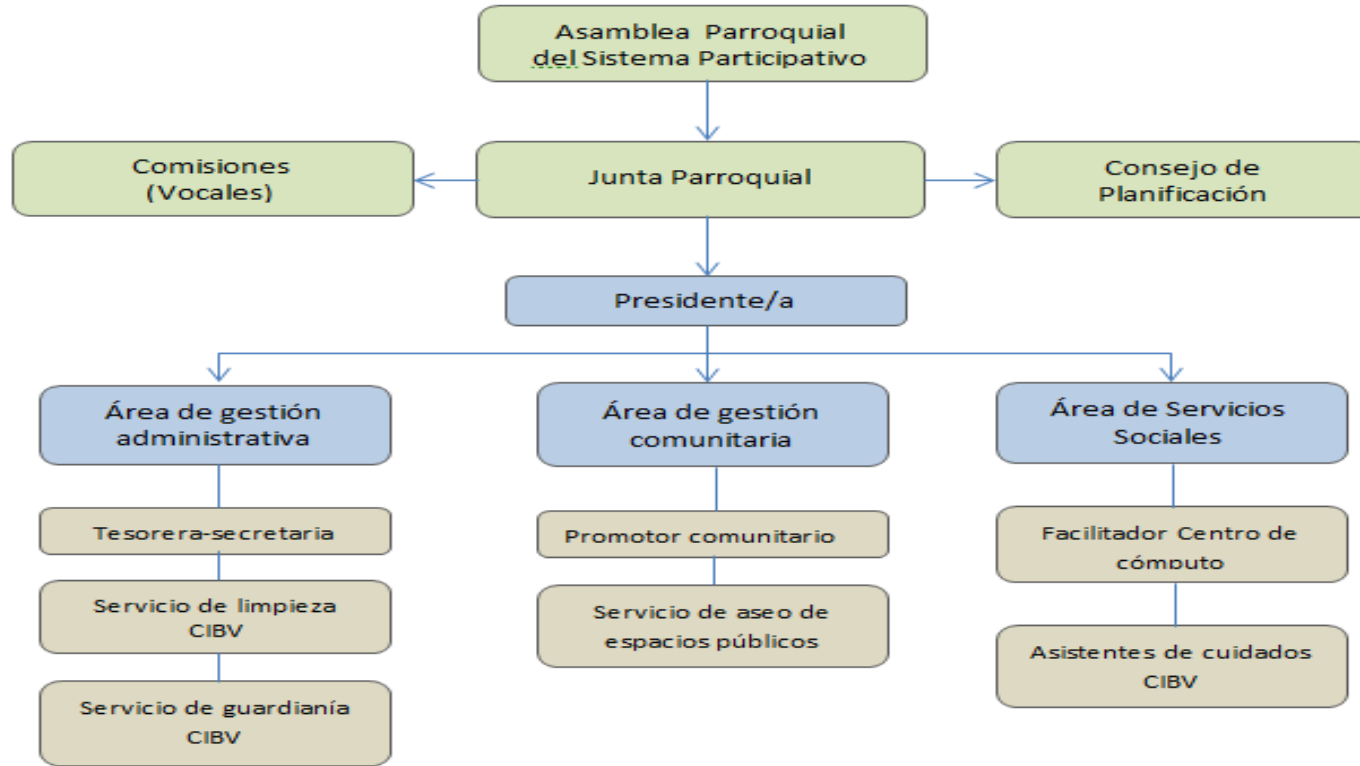 Asamblea Parroquial
del Sistema Participativo
Comisiones
(Vocales)
Junta Parroquial
Consejo de
Planificación
Presidente/a
Área de gestión
administrativa
Área de gestión
comunitaria
Área de Servicios
Sociales
Tesorera-secretaria
Promotor comunitario
Facilitador Centro de
cómputo
Servicio de limpieza
CIBV
Servicio de aseo de
espacios públicos
Asistentes de cuidados
CIBV
Servicio de guardianía
CIBV